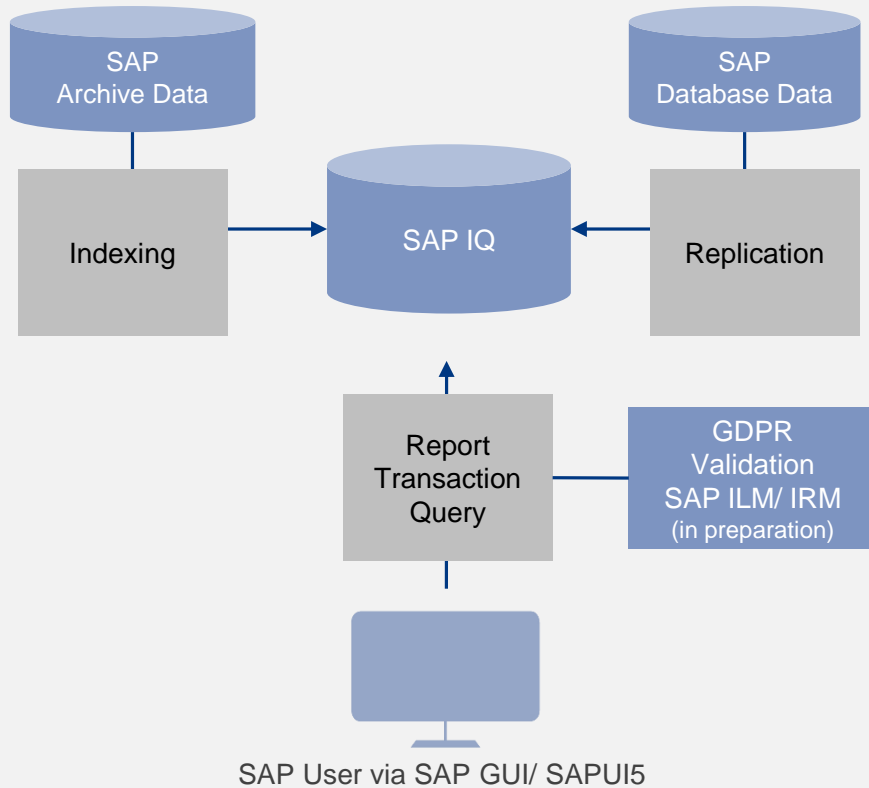 SAP
Archive Data
SAP
Database Data
Indexing
SAP IQ
Replication
Report
Transaction
Query
GDPR
Validation
SAP ILM/ IRM
(in preparation)
SAP User via SAP GUI/ SAPUI5